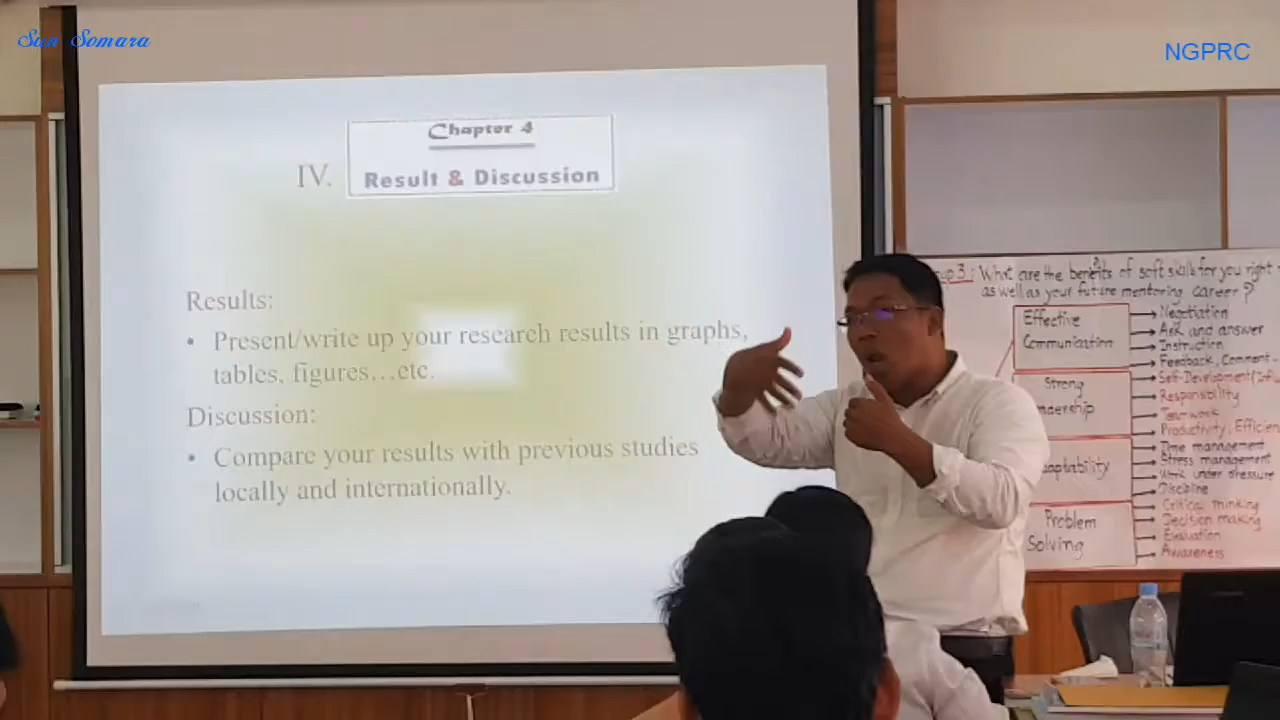 San Somara
NGPRC
Chapter 4
IV.
Result & Discussion
Results:
• Present/write up your research results in graphs,
tables, figures…etc.
Discussion:
• Compare your results with previous studies
locally and internationally.
3: What are the benefits of soft skills for you right
as well as your future mentoring career?
Effective
Communication
Negotiation
Ask and answer
Instruction
Feedback, Comment
Strong
Self-Development
Responsibility
Teamwork
Productivity,
Time management
Stress management
Work under pressure
Discipline
Problem
Solving
Critical thinking
Decision making
Evaluation
Awareness